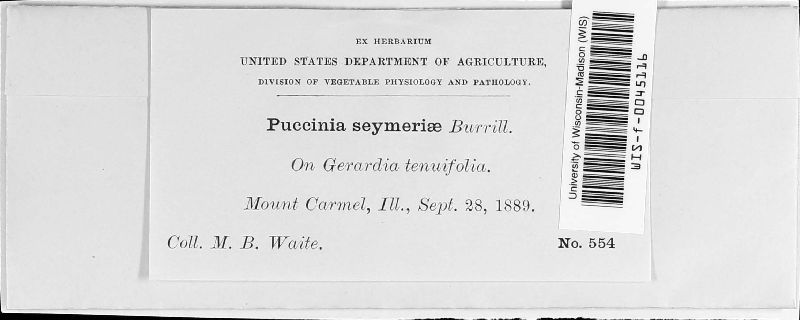 EX HERBARIUM
UNITED STATES DEPARTMENT OF AGRICULTURE,
DIVISION OF VEGETABLE PHYSIOLOGY AND PATHOLOGY.
Puccinia seymeriæ Burrill.
On Gerardia tenuifolia.
Mount Carmel, Ill., Sept. 28, 1889.
Coll. M. B. Waite.
No. 554
University of Wisconsin-Madison (WIS)
WIS-f-0045116